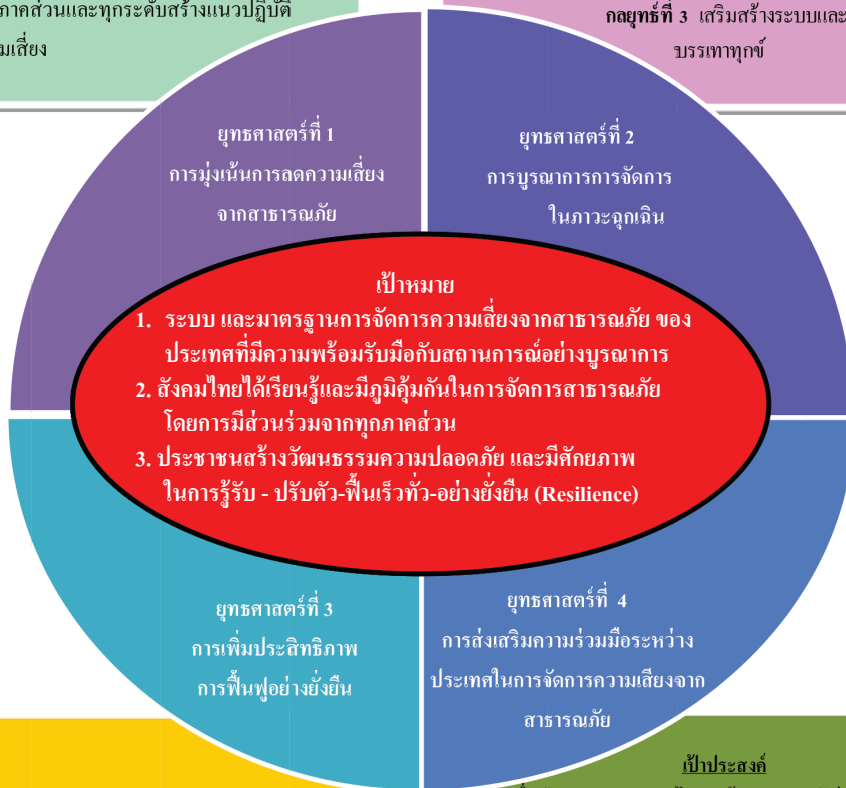 ภาคส่วนและทุกระดับสร้างแนวปฏิบัติ
มเสี่ยง
กลยุทธ์ที่ 3 เสริมสร้างระบบและ
บรรเทาทุกข์
ยุทธศาสตร์ที่ 1
การมุ่งเน้นการลดความเสี่ยง
จากสาธารณภัย
ยุทธศาสตร์ที่ 2
การบูรณาการการจัดการ
ในภาวะฉุกเฉิน
เป้าหมาย
1. ระบบ และมาตรฐานการจัดการความเสี่ยงจากสาธารณภัย ของ
ประเทศที่มีความพร้อมรับมือกับสถานการณ์อย่างบูรณาการ
2. สังคมไทยได้เรียนรู้และมีภูมิคุ้มกันในการจัดการสาธารณภัย
โดยการมีส่วนร่วมจากทุกภาคส่วน
3. ประชาชนสร้างวัฒนธรรมความปลอดภัย และมีศักยภาพ
ในการรู้รับ - ปรับตัว-ฟื้นเร็วทั่ว-อย่างยั่งยืน (Resilience)
ยุทธศาสตร์ที่ 3
การเพิ่มประสิทธิภาพ
การฟื้นฟูอย่างยั่งยืน
ยุทธศาสตร์ที่ 4
การส่งเสริมความร่วมมือระหว่าง
ประเทศในการจัดการความเสี่ยงจาก
สาธารณภัย
เป้าประสงค์